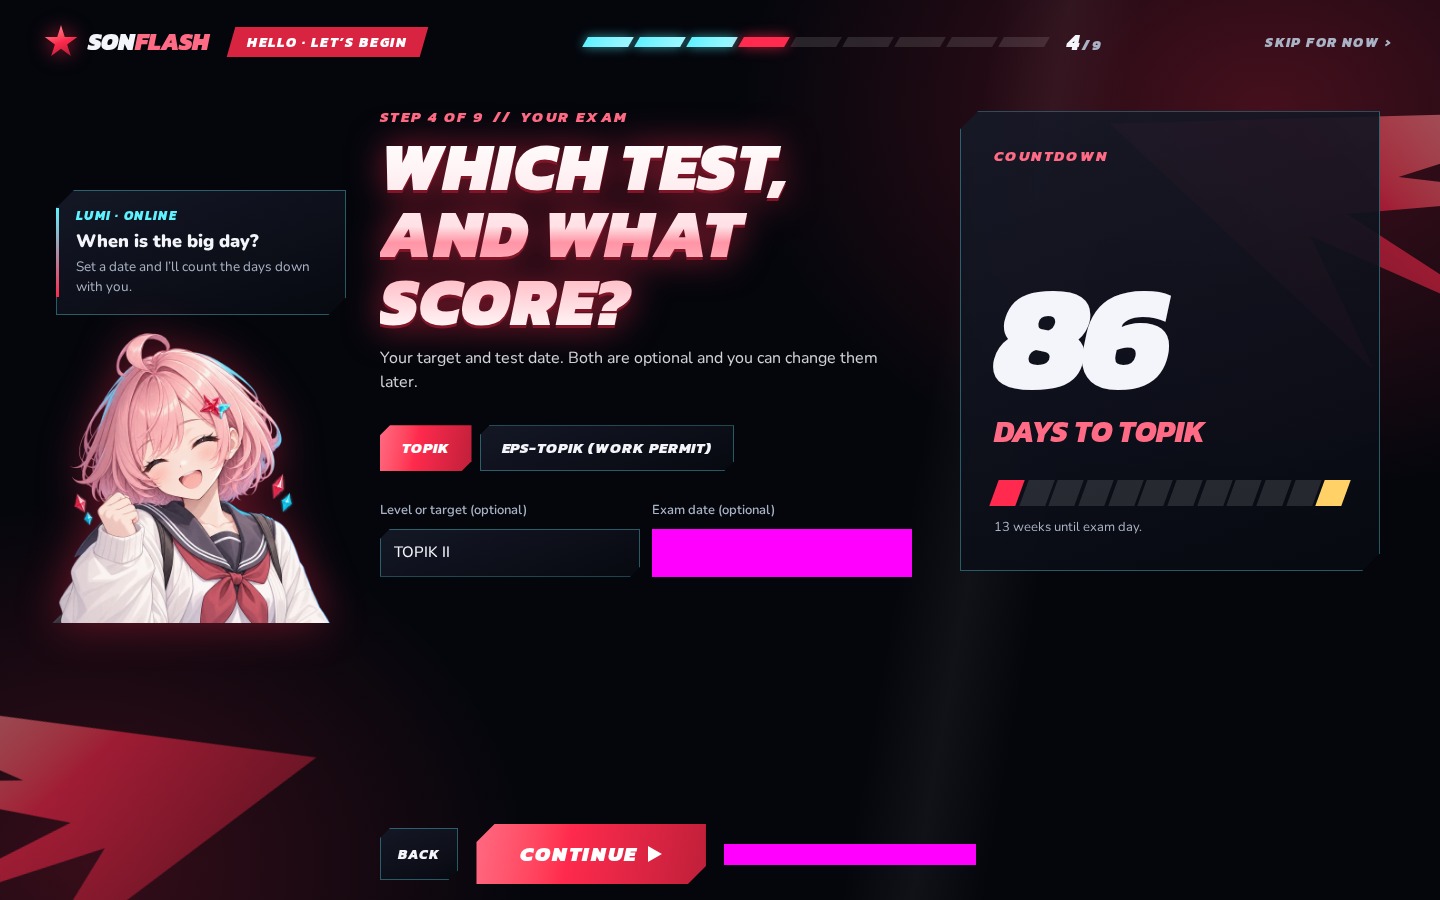 SONFLASH
HELLO · LET'S BEGIN
4/9
SKIP FOR NOW >
STEP 4 OF 9 // YOUR EXAM
WHICH TEST,
AND WHAT
SCORE?
Your target and test date. Both are optional and you can change them
later.
LUMI · ONLINE
When is the big day?
Set a date and I'll count the days down
with you.
TOPIK
EPS-TOPIK (WORK PERMIT)
Level or target (optional)
Exam date (optional)
TOPIK II
COUNTDOWN
86
DAYS TO TOPIK
13 weeks until exam day.
BACK
CONTINUE